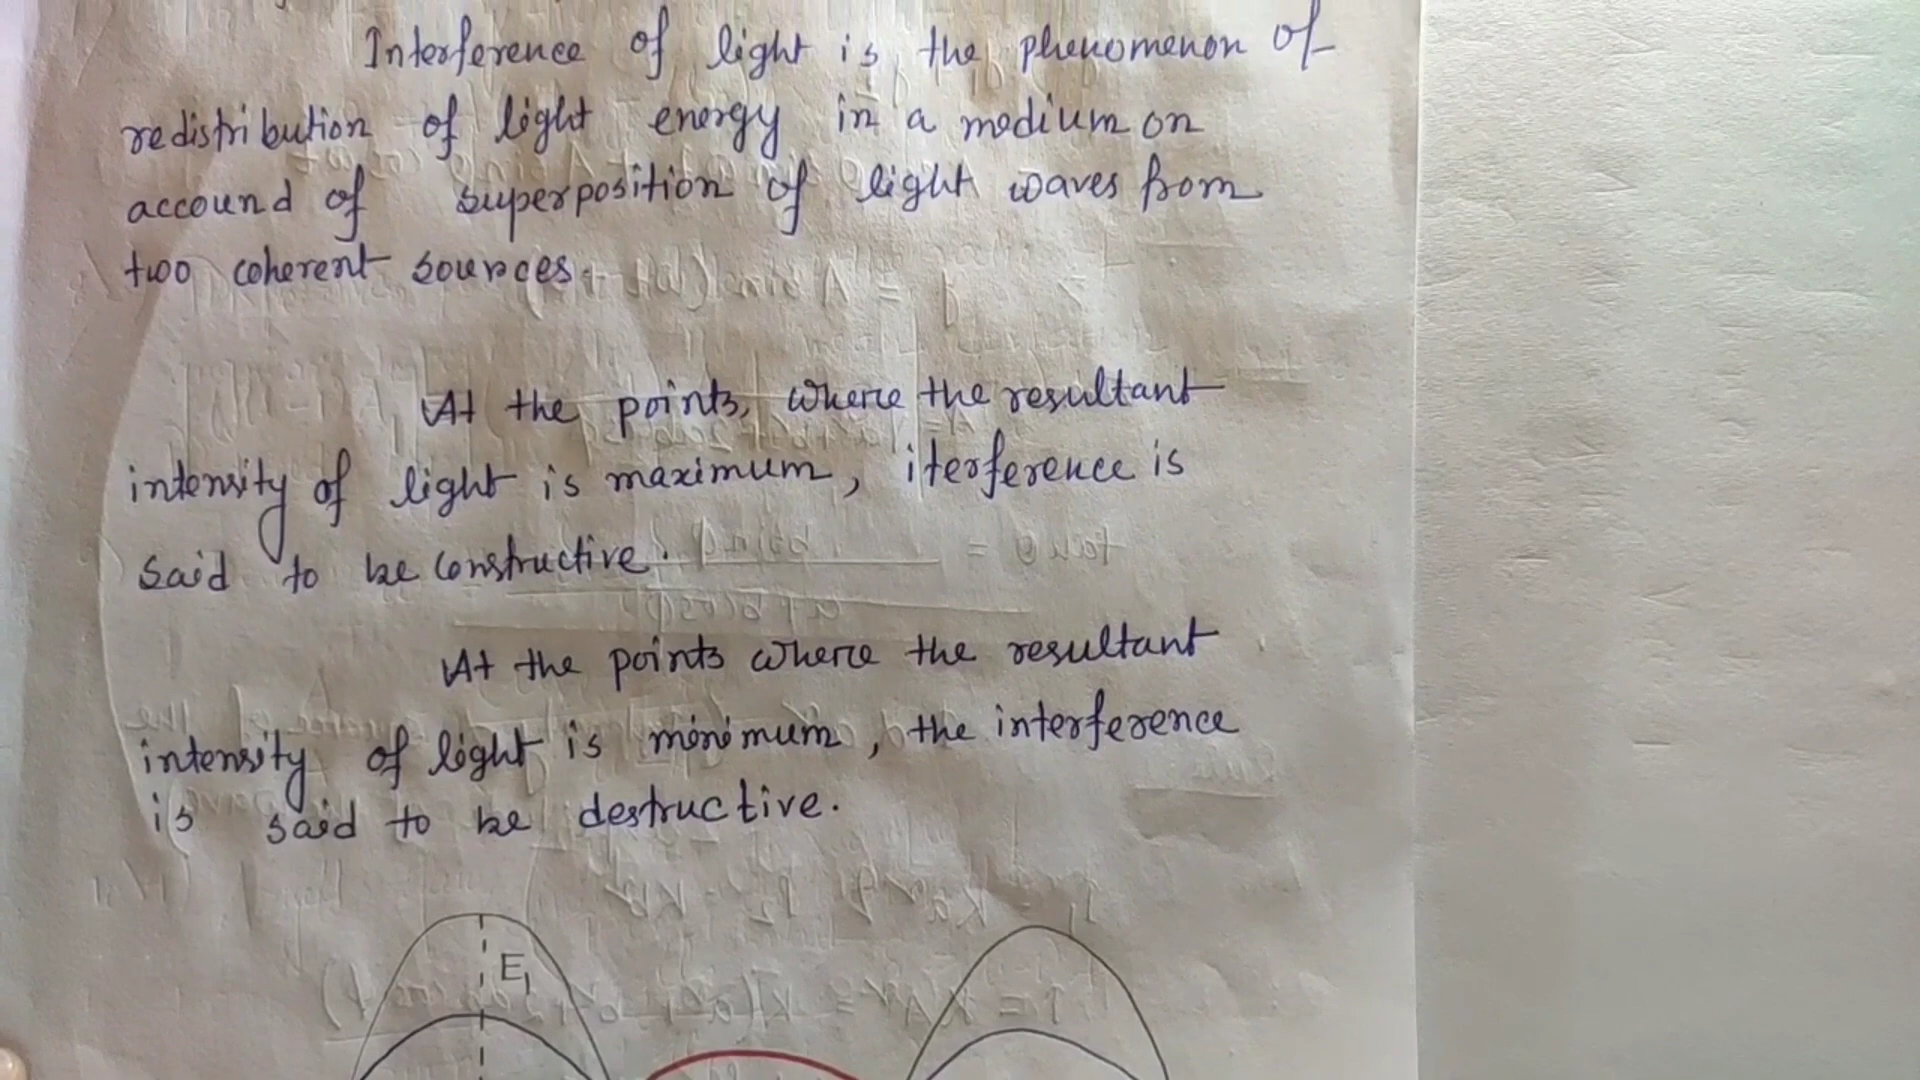 Interference of light is the phenomenon of
redistribution of light energy in a medium on
accound of superposition of light waves from
two coherent sources.
At the points, where the resultant
intensity of light is maximum, iterference is
said to be constructive.
At the points where the resultant
intensity of light is minimum, the interference
is said to be destructive.
E1